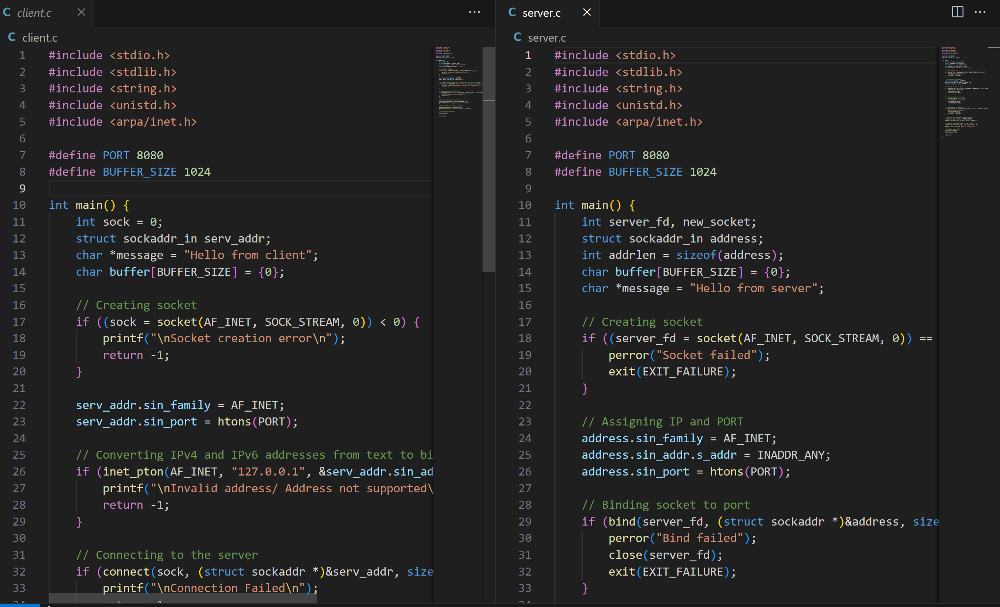 client.c
client.c
1 #include <stdio.h>
2 #include <stdlib.h>
3 #include <string.h>
4 #include <unistd.h>
5 #include <arpa/inet.h>
6
7 #define PORT 8080
8 #define BUFFER_SIZE 1024
9
10 int main() {
11     int sock = 0;
12     struct sockaddr_in serv_addr;
13     char *message = "Hello from client";
14     char buffer[BUFFER_SIZE] = {0};
15
16     // Creating socket
17     if ((sock = socket(AF_INET, SOCK_STREAM, 0)) < 0) {
18         printf("\nSocket creation error\n");
19         return -1;
20     }
21
22     serv_addr.sin_family = AF_INET;
23     serv_addr.sin_port = htons(PORT);
24
25     // Converting IPv4 and IPv6 addresses from text to bi
26     if (inet_pton(AF_INET, "127.0.0.1", &serv_addr.sin_ad
27         printf("\nInvalid address/ Address not supported\
28         return -1;
29     }
30
31     // Connecting to the server
32     if (connect(sock, (struct sockaddr *)&serv_addr, size
33         printf("\nConnection Failed\n");
server.c
server.c
1 #include <stdio.h>
2 #include <stdlib.h>
3 #include <string.h>
4 #include <unistd.h>
5 #include <arpa/inet.h>
6
7 #define PORT 8080
8 #define BUFFER_SIZE 1024
9
10 int main() {
11     int server_fd, new_socket;
12     struct sockaddr_in address;
13     int addrlen = sizeof(address);
14     char buffer[BUFFER_SIZE] = {0};
15     char *message = "Hello from server";
16
17     // Creating socket
18     if ((server_fd = socket(AF_INET, SOCK_STREAM, 0)) ==
19         perror("Socket failed");
20         exit(EXIT_FAILURE);
21     }
22
23     // Assigning IP and PORT
24     address.sin_family = AF_INET;
25     address.sin_addr.s_addr = INADDR_ANY;
26     address.sin_port = htons(PORT);
27
28     // Binding socket to port
29     if (bind(server_fd, (struct sockaddr *)&address, size
30         perror("Bind failed");
31         close(server_fd);
32         exit(EXIT_FAILURE);
33     }